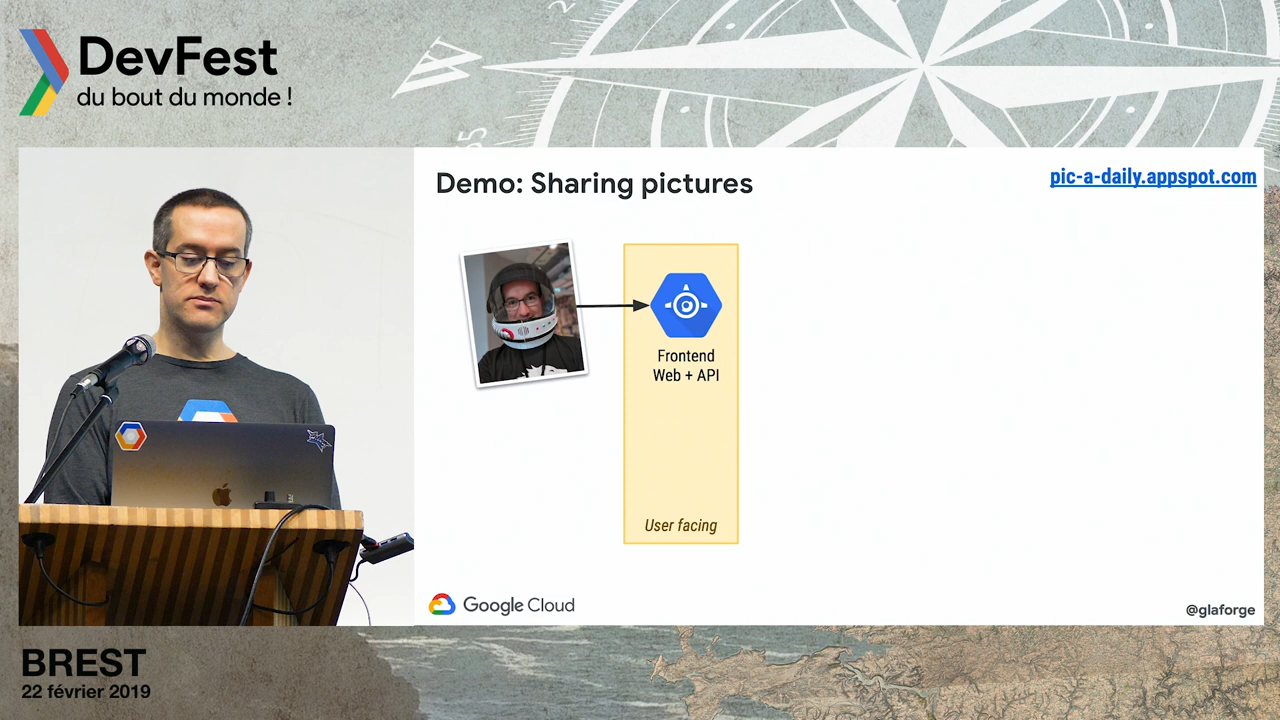 DevFest
du bout du monde !
W
Demo: Sharing pictures
pic-a-daily.appspot.com
Frontend
Web + API
User facing
Google Cloud
@glaforge
BREST
22 février 2019